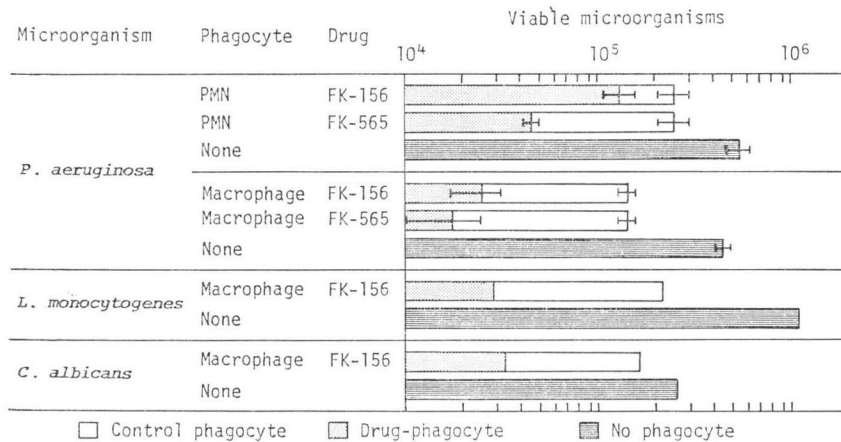 Viable microorganisms
Microorganism Phagocyte Drug 10⁴ 10⁵ 10⁶
PMN FK-156
PMN FK-565
None
P. aeruginosa
Macrophage FK-156
Macrophage FK-565
None
Macrophage FK-156
L. monocytogenes
None
Macrophage FK-156
C. albicans
None
Control phagocyte Drug-phagocyte No phagocyte